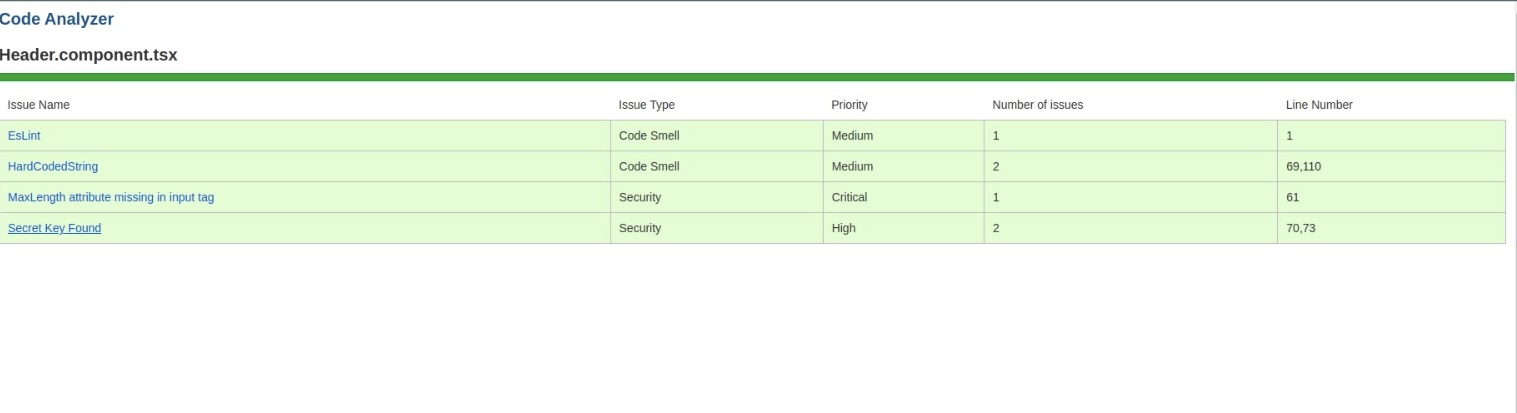 Code Analyzer
Header.component.tsx
Issue Name Issue Type Priority Number of issues Line Number
EsLint Code Smell Medium 1 1
HardCodedString Code Smell Medium 2 69,110
MaxLength attribute missing in input tag Security Critical 1 61
Secret Key Found Security High 2 70,73